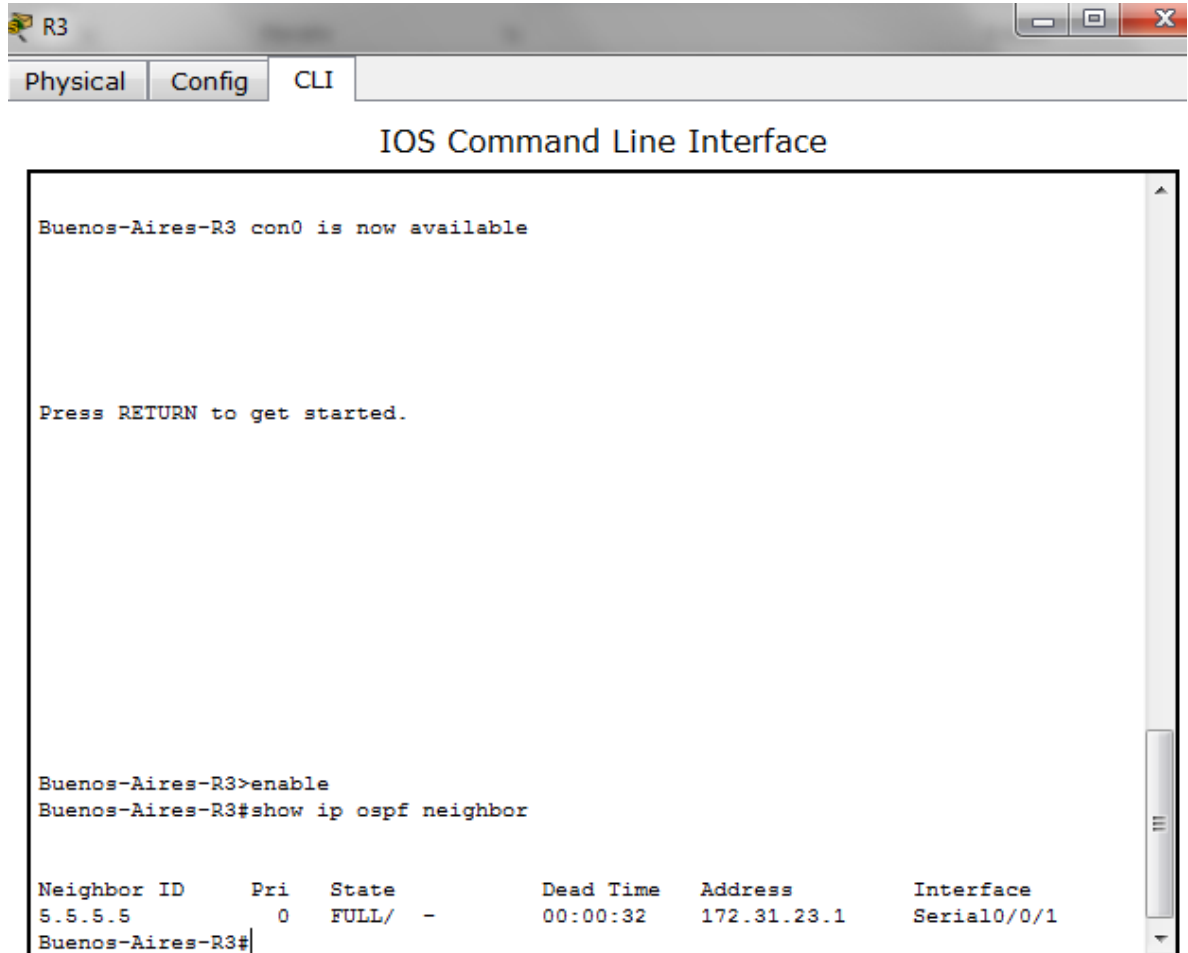 R3
Physical Config CLI
IOS Command Line Interface
Buenos-Aires-R3 con0 is now available
Press RETURN to get started.
Buenos-Aires-R3>enable
Buenos-Aires-R3#show ip ospf neighbor
Neighbor ID Pri State Dead Time Address Interface
5.5.5.5 0 FULL/ - 00:00:32 172.31.23.1 Serial0/0/1
Buenos-Aires-R3#